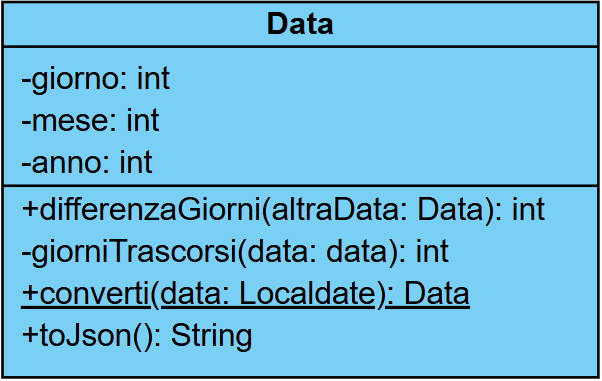 Data
-giorno: int
-mese: int
-anno: int
+differenzaGiorni(altraData: Data): int
-giorniTrascorsi(data: data): int
+converti(data: Localdate): Data
+toJson(): String